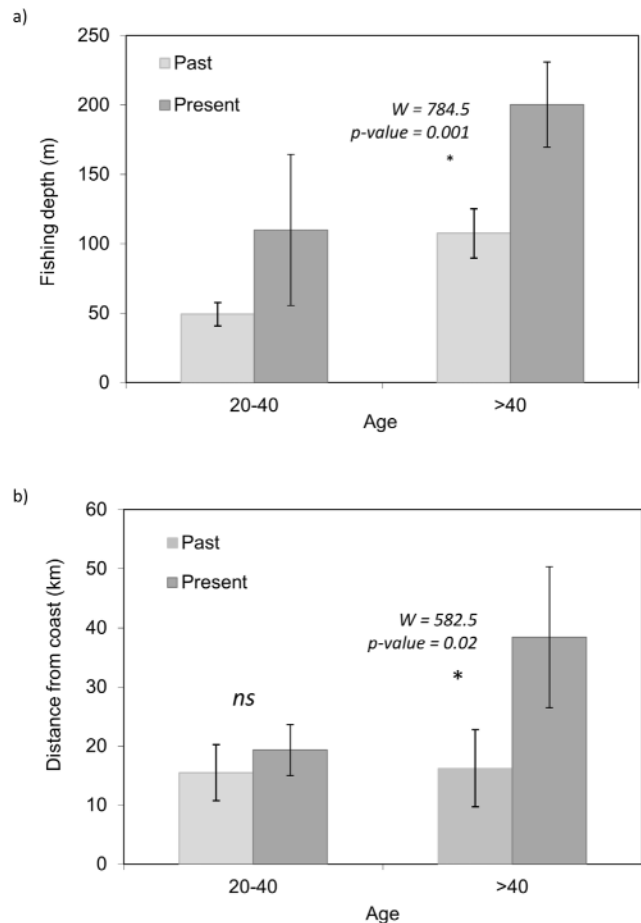 a)
250
200
150
100
50
0
Fishing depth (m)
Past
Present
W = 784.5
p-value = 0.001
*
20-40
>40
Age
b)
60
50
40
30
20
10
0
Distance from coast (km)
Past
Present
W = 582.5
p-value = 0.02
*
ns
20-40
>40
Age